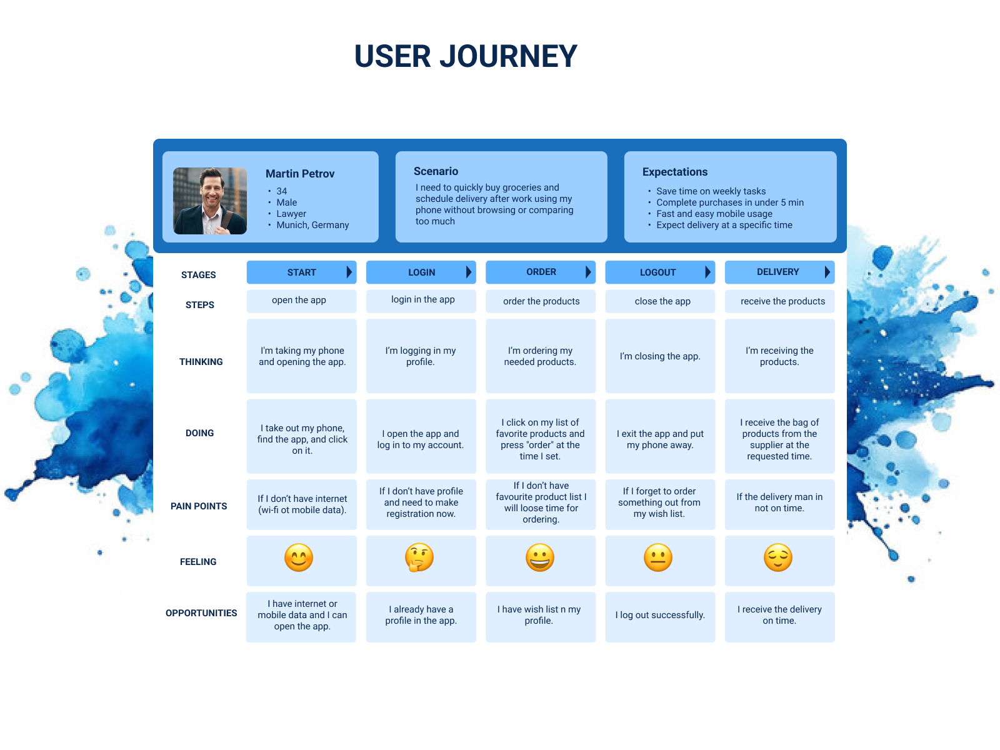 USER JOURNEY
Martin Petrov
• 34
• Male
• Lawyer
• Munich, Germany
Scenario
I need to quickly buy groceries and
schedule delivery after work using my
phone without browsing or comparing
too much
Expectations
• Save time on weekly tasks
• Complete purchases in under 5 min
• Fast and easy mobile usage
• Expect delivery at a specific time
STAGES
START
LOGIN
ORDER
LOGOUT
DELIVERY
STEPS
open the app
login in the app
order the products
close the app
receive the products
THINKING
I'm taking my phone
and opening the app.
I’m logging in my
profile.
I’m ordering my
needed products.
I’m closing the app.
I’m receiving the
products.
DOING
I take out my phone,
find the app, and click
on it.
I open the app and
log in to my account.
I click on my list of
favorite products and
press "order" at the
time I set.
I exit the app and put
my phone away.
I receive the bag of
products from the
supplier at the
requested time.
PAIN POINTS
If I don’t have internet
(wi-fi ot mobile data).
If I don’t have profile
and need to make
registration now.
If I don’t have
favourite product list I
will loose time for
ordering.
If I forget to order
something out from
my wish list.
If the delivery man in
not on time.
FEELING
OPPORTUNITIES
I have internet or
mobile data and I can
open the app.
I already have a
profile in the app.
I have wish list n my
profile.
I log out successfully.
I receive the delivery
on time.